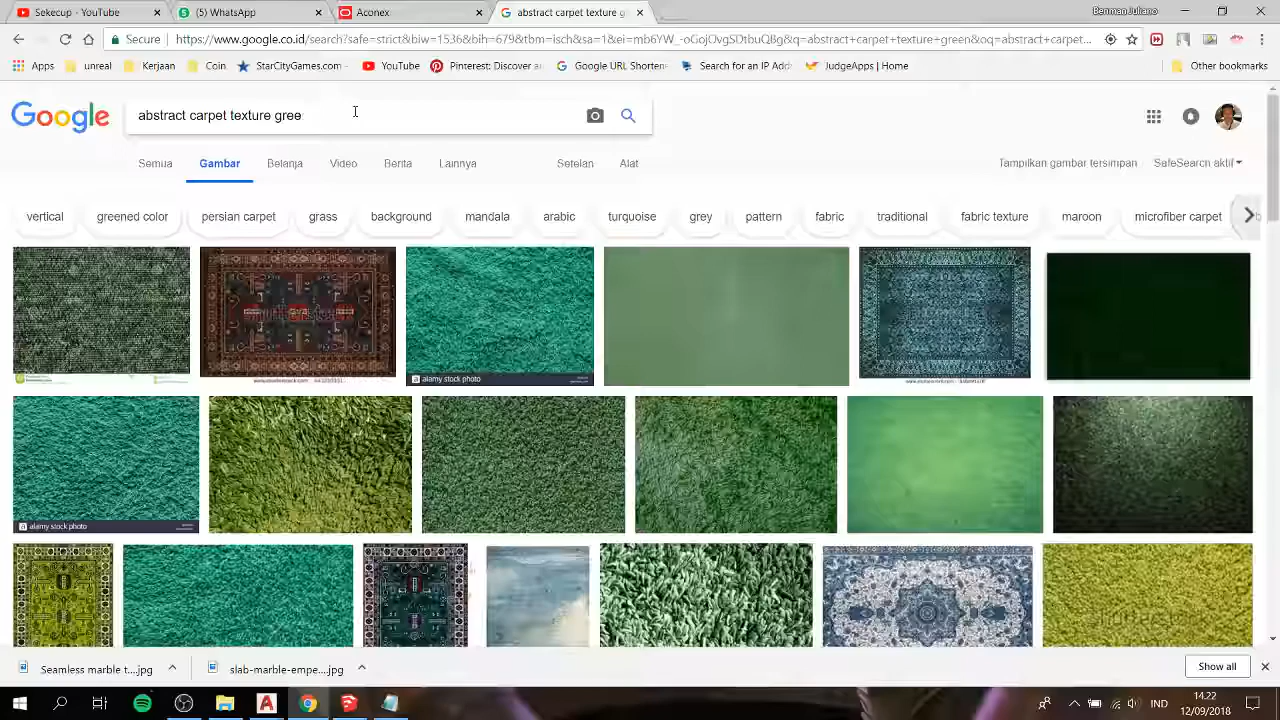 Sekecup - YouTube
(5) WhatsApp
Aconex
abstract carpet texture gr
Benman Juliano
Secure
https://www.google.co.id/search?safe=strict&biw=1536&bih=679&tbm=isch&sa=1&ei=mb6YW_-oGojOvgSDtbuQBg&q=abstract+carpet+texture+green&oq=abstract+carpet...
Apps
unreal
Kerjaan
Coin
StarCityGames.com -
YouTube
Pinterest: Discover a
Google URL Shorten
Search for an IP Add
JudgeApps | Home
Other bookmarks
Google
abstract carpet texture gree
Semua
Gambar
Belanja
Video
Berita
Lainnya
Setelan
Alat
Tampilkan gambar tersimpan
SafeSearch aktif
vertical
greened color
persian carpet
grass
background
mandala
arabic
turquoise
grey
pattern
fabric
traditional
fabric texture
maroon
microfiber carpet
a alamy stock photo
a alamy stock photo
Seamless marble t....jpg
slab-marble-empe....jpg
Show all
IND
14.22
12/09/2018